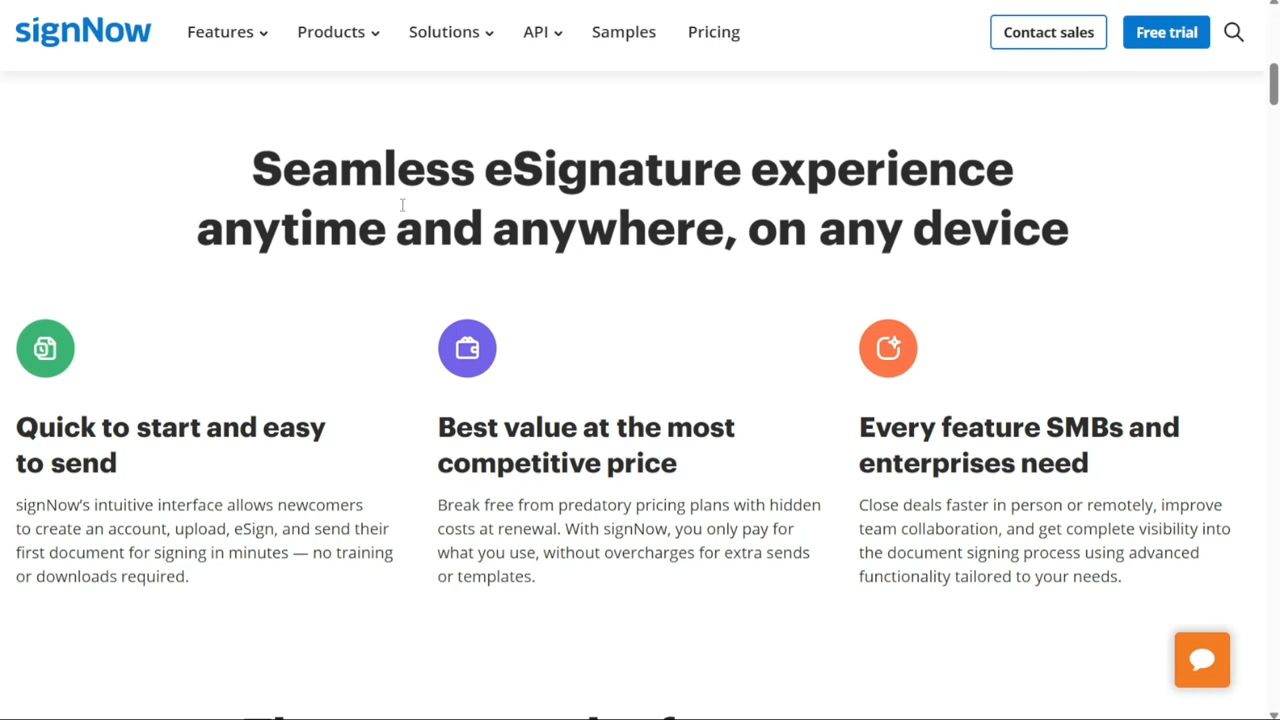 signNow Features Products Solutions API Samples Pricing Contact sales Free trial
Seamless eSignature experience
anytime and anywhere, on any device
Quick to start and easy
to send
signNow’s intuitive interface allows newcomers
to create an account, upload, eSign, and send their
first document for signing in minutes — no training
or downloads required.
Best value at the most
competitive price
Break free from predatory pricing plans with hidden
costs at renewal. With signNow, you only pay for
what you use, without overcharges for extra sends
or templates.
Every feature SMBs and
enterprises need
Close deals faster in person or remotely, improve
team collaboration, and get complete visibility into
the document signing process using advanced
functionality tailored to your needs.